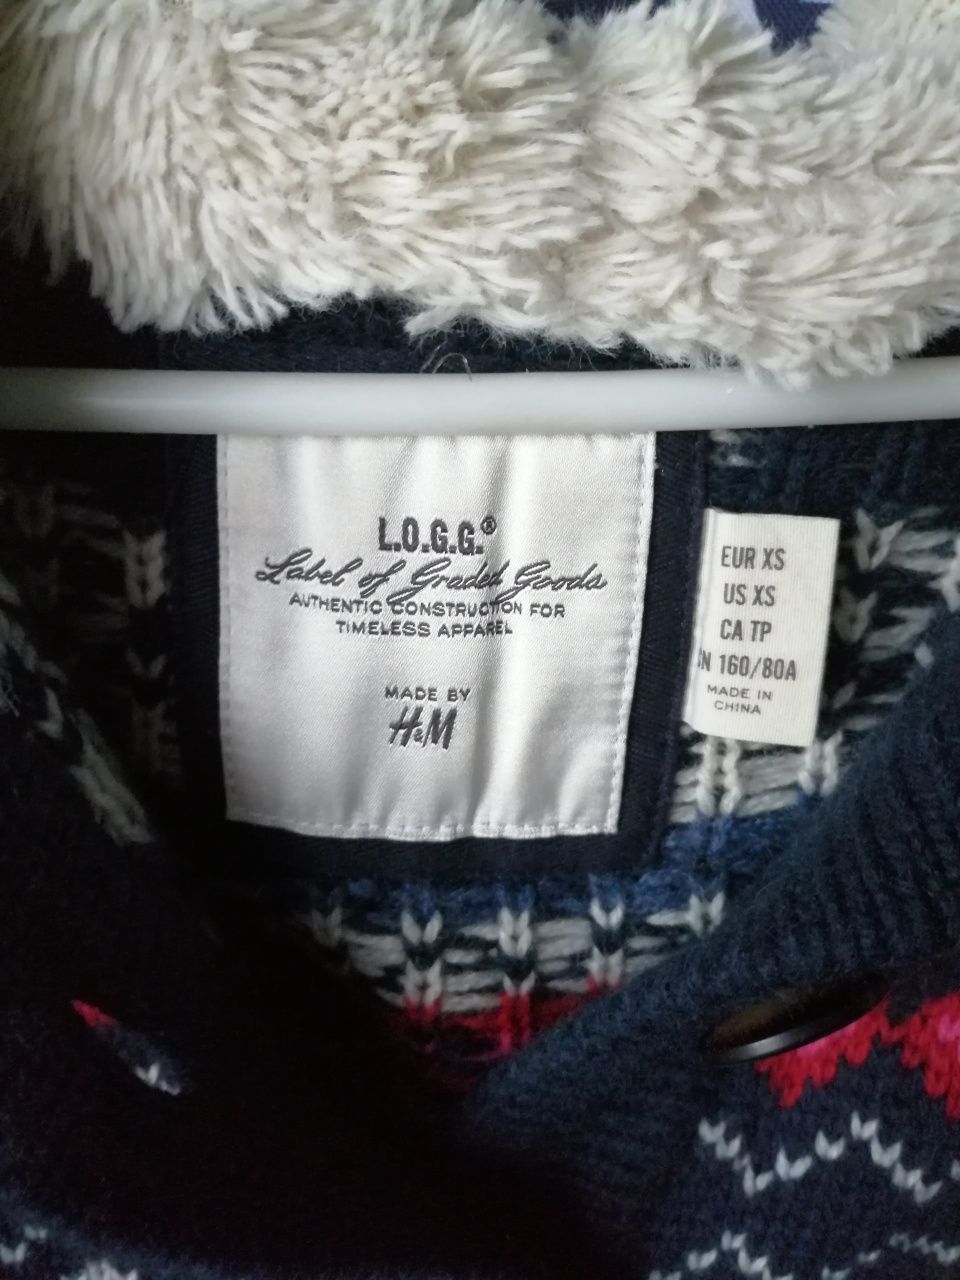 L.O.G.G.®
Label of Graded Goods
AUTHENTIC CONSTRUCTION FOR
TIMELESS APPAREL
MADE BY
H&M
EUR XS
US XS
CA TP
CN 160/80A
MADE IN
CHINA